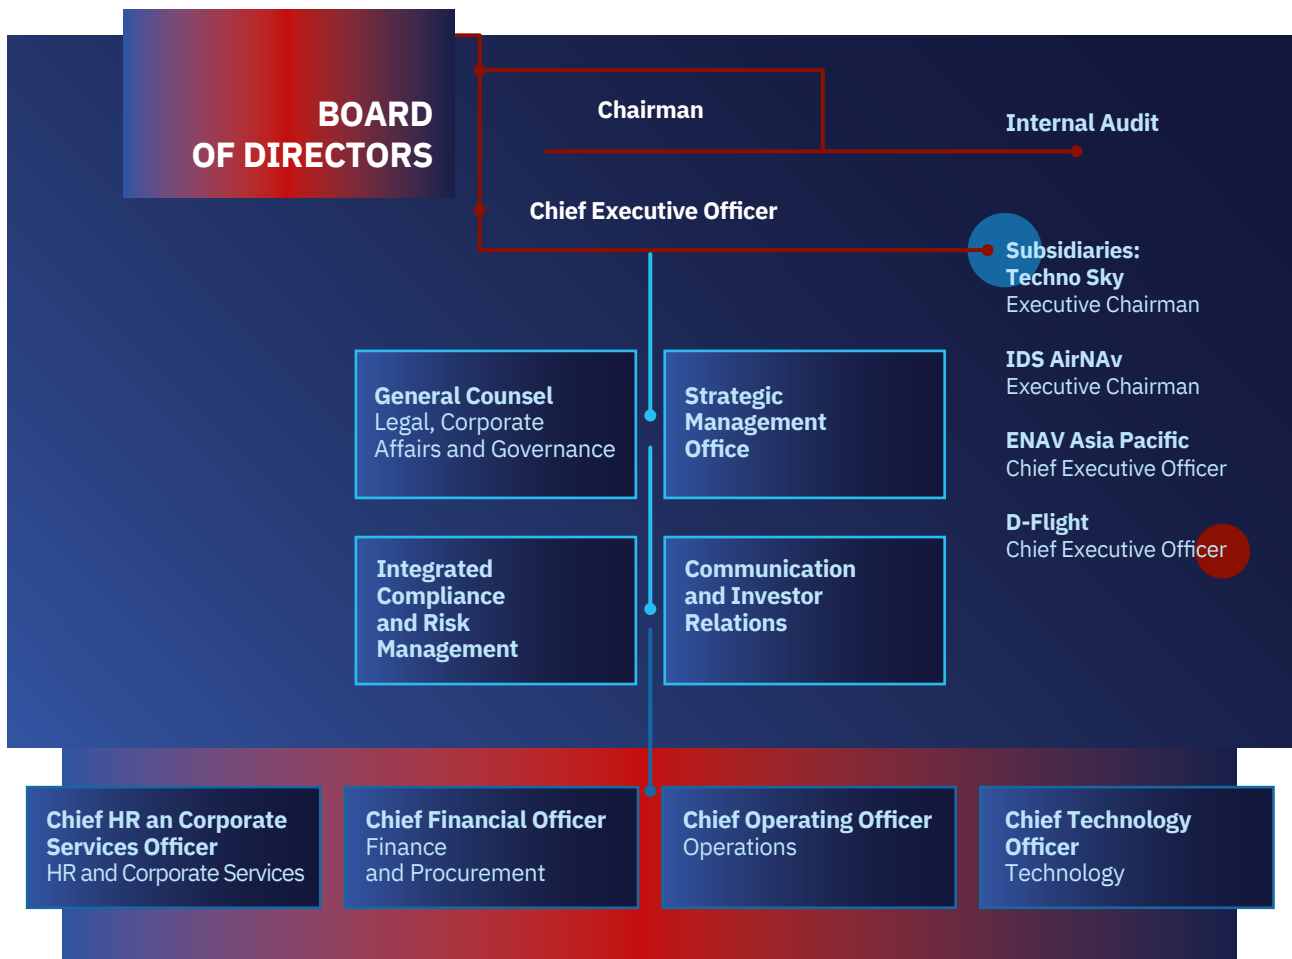 BOARD
OF DIRECTORS
Chairman
Internal Audit
Chief Executive Officer
Subsidiaries:
Techno Sky
Executive Chairman
IDS AirNAv
Executive Chairman
ENAV Asia Pacific
Chief Executive Officer
D-Flight
Chief Executive Officer
General Counsel
Legal, Corporate
Affairs and Governance
Strategic
Management
Office
Integrated
Compliance
and Risk
Management
Communication
and Investor
Relations
Chief HR an Corporate
Services Officer
HR and Corporate Services
Chief Financial Officer
Finance
and Procurement
Chief Operating Officer
Operations
Chief Technology
Officer
Technology